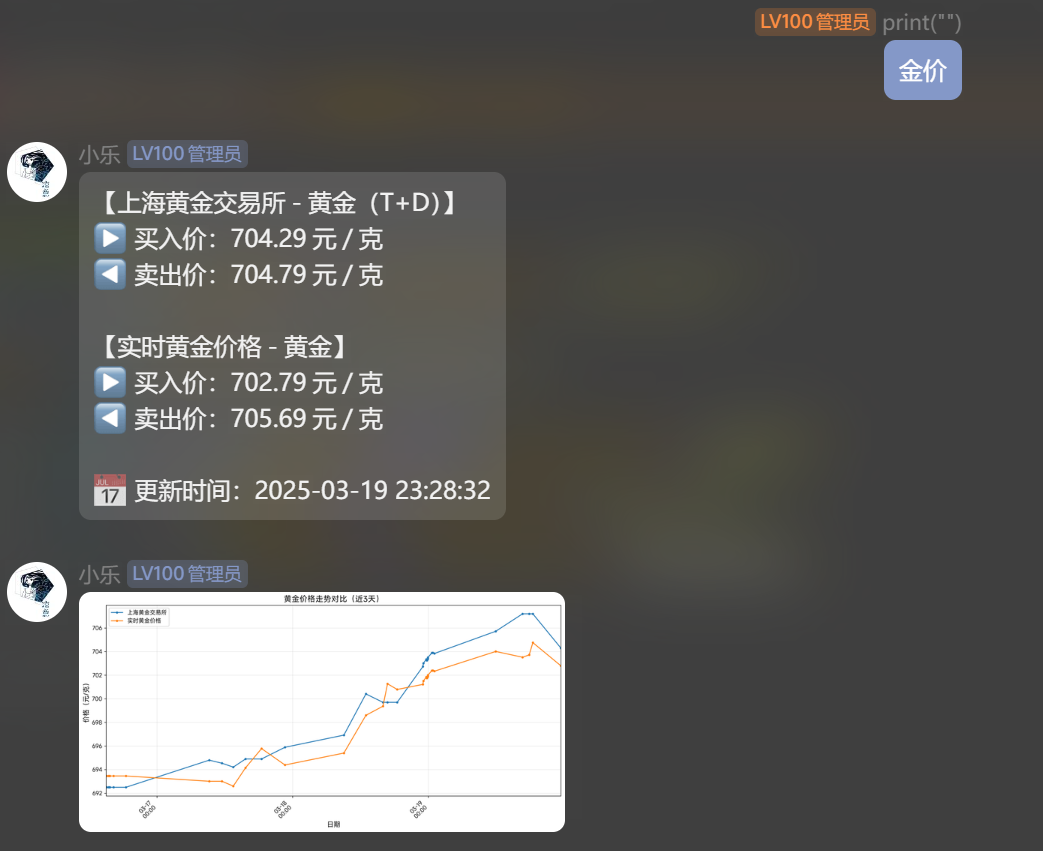 LV100 管理员 print("")
金价
小乐 LV100 管理员
【上海黄金交易所 - 黄金（T+D）】
买入价：704.29 元 / 克
卖出价：704.79 元 / 克
【实时黄金价格 - 黄金】
买入价：702.79 元 / 克
卖出价：705.69 元 / 克
JUL
17
更新时间：2025-03-19 23:28:32
小乐 LV100 管理员
黄金价格走势对比（近3天）
上海黄金交易所
实时黄金价格
价格（元/克）
706
704
702
700
698
696
694
692
03-17
00:00
03-18
00:00
03-19
00:00
日期